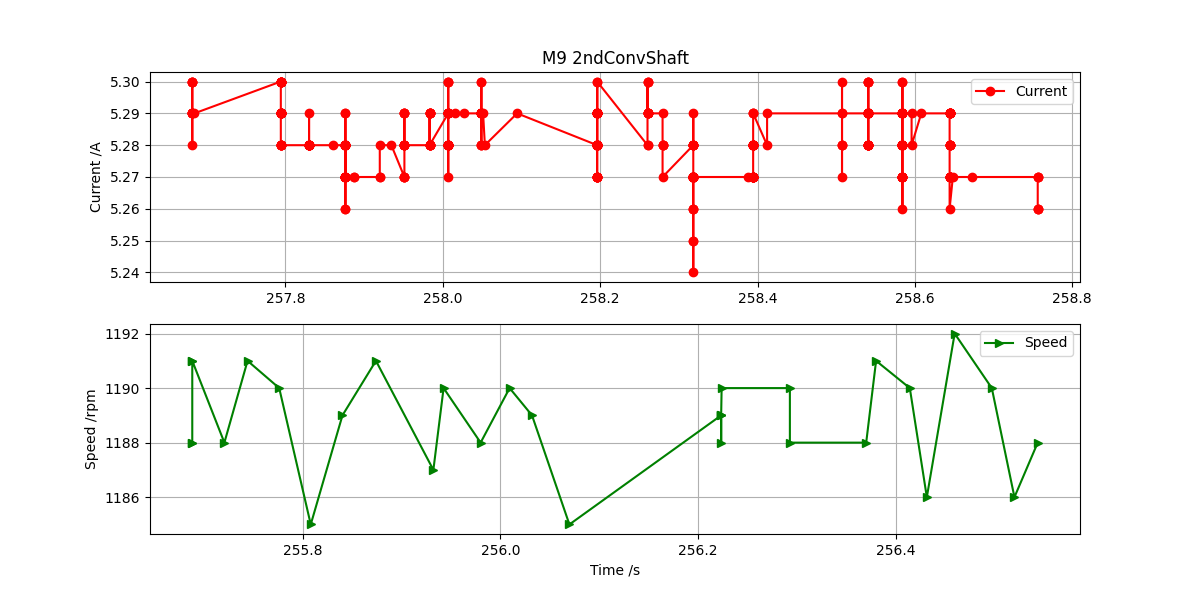 M9 2ndConvShaft
Current /A
5.30
5.29
5.28
5.27
5.26
5.25
5.24
Current
257.8 258.0 258.2 258.4 258.6 258.8
Speed /rpm
1192
1190
1188
1186
Speed
255.8 256.0 256.2 256.4
Time /s